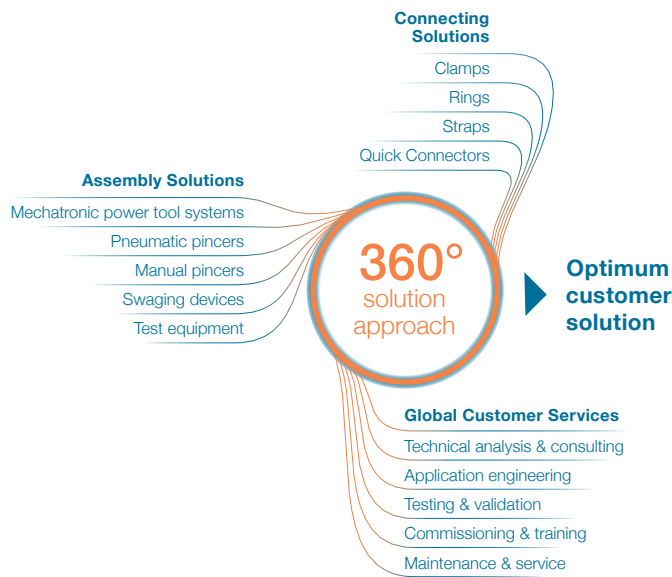 Connecting
Solutions
Clamps
Rings
Straps
Quick Connectors
Assembly Solutions
Mechatronic power tool systems
Pneumatic pincers
Manual pincers
Swaging devices
Test equipment
360°
solution
approach
Optimum
customer
solution
Global Customer Services
Technical analysis & consulting
Application engineering
Testing & validation
Commissioning & training
Maintenance & service